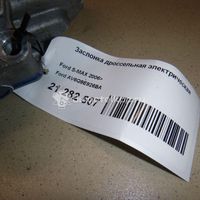 Заслонка дроссельная электрическая
Ford S-MAX 2006>
Ford AV6Q9E926BA
21 282 507